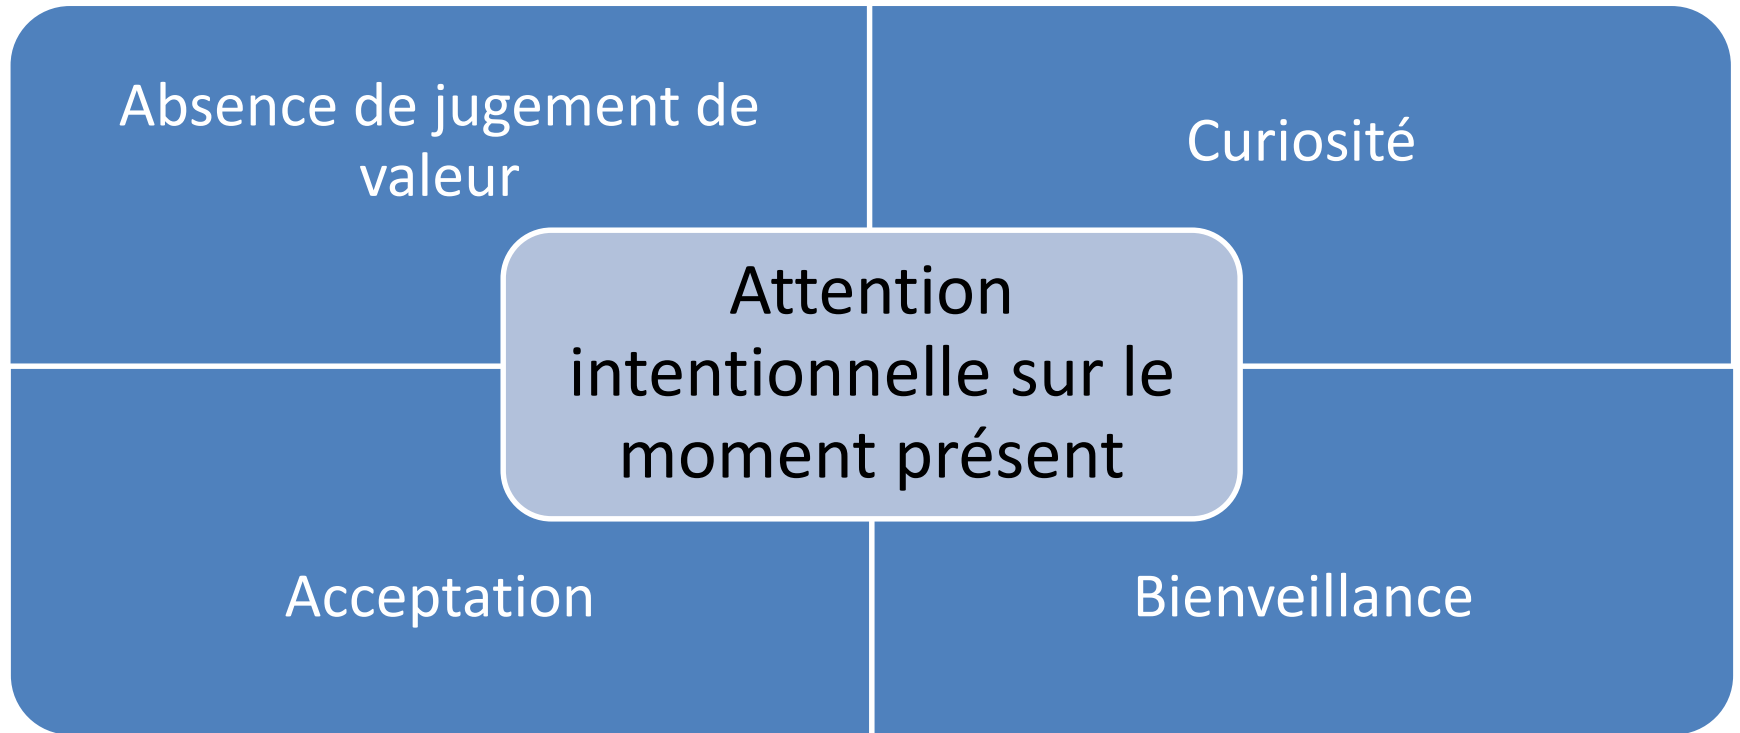 Absence de jugement de
valeur
Curiosité
Attention
intentionnelle sur le
moment présent
Acceptation
Bienveillance